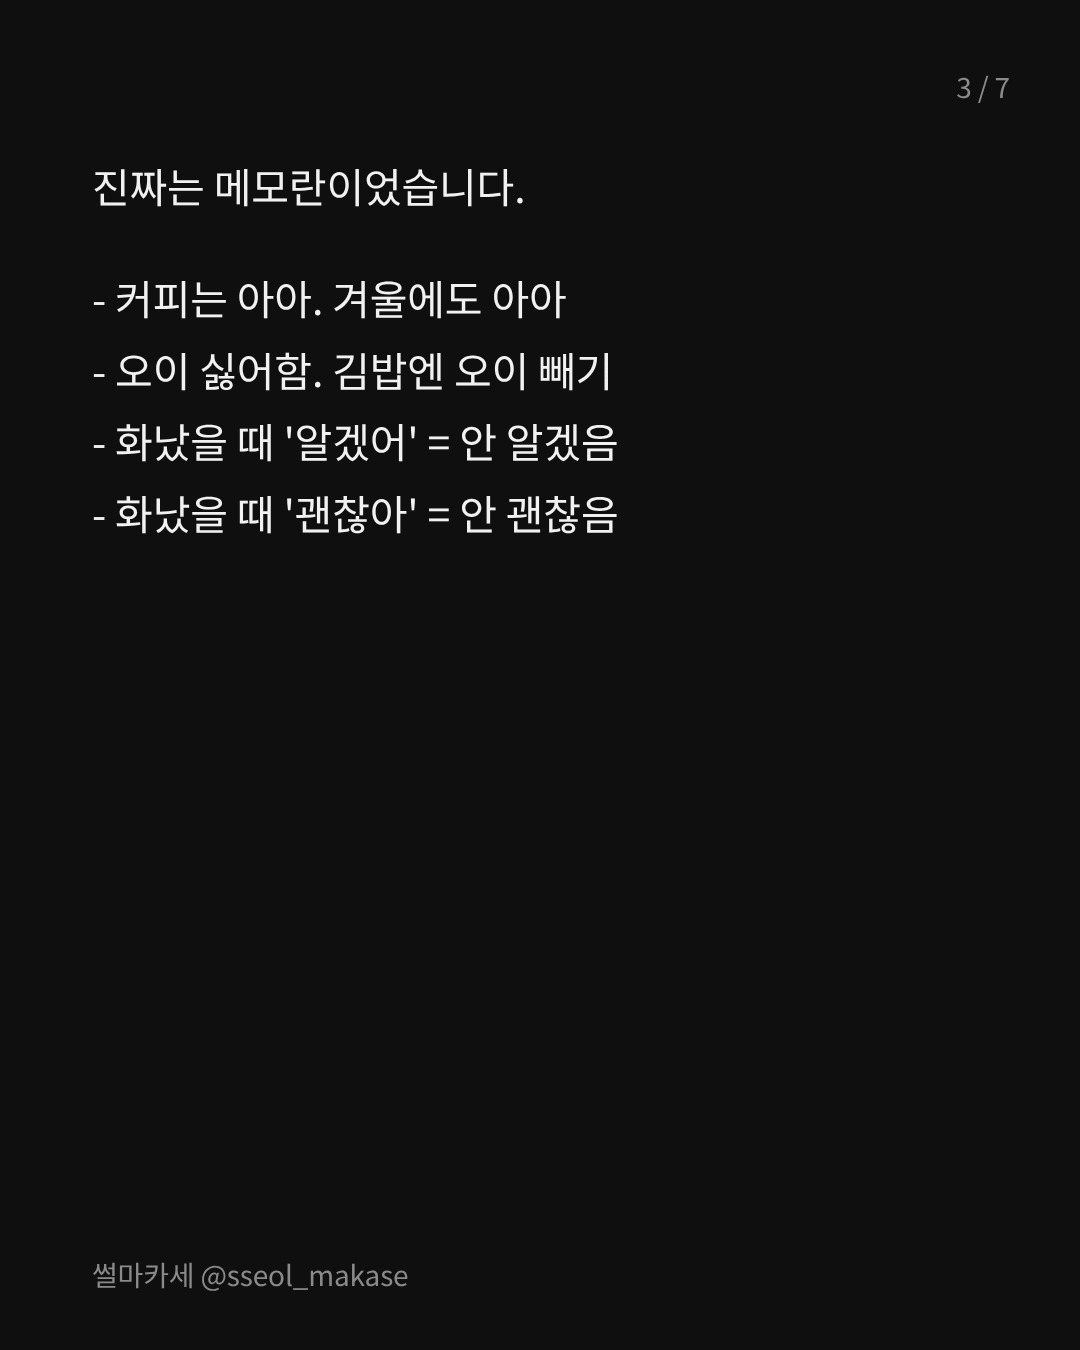 3 / 7
진짜는 메모란이었습니다.
- 커피는 아아. 겨울에도 아아
- 오이 싫어함. 김밥엔 오이 빼기
- 화났을 때 '알겠어' = 안 알겠음
- 화났을 때 '괜찮아' = 안 괜찮음
썰마카세 @sseol_makase